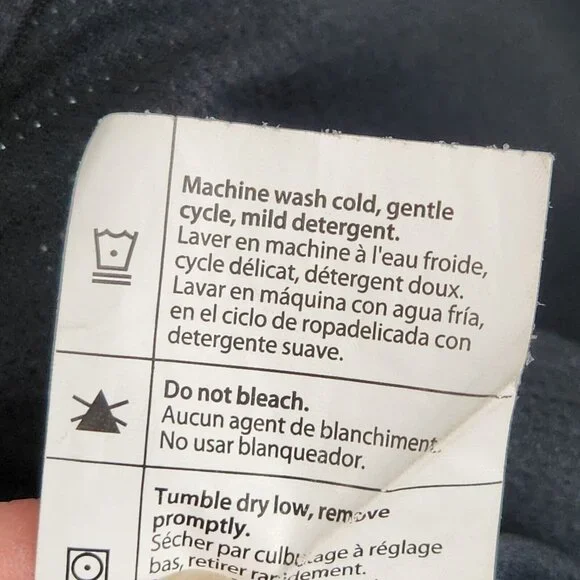 Machine wash cold, gentle
cycle, mild detergent.
Laver en machine à l'eau froide,
cycle délicat, détergent doux.
Lavar en máquina con agua fría,
en el ciclo de ropadelicada con
detergente suave.
Do not bleach.
Aucun agent de blanchiment.
No usar blanqueador.
Tumble dry low, remove
promptly.
Sécher par culbutage à réglage
bas, retirer rapidement.